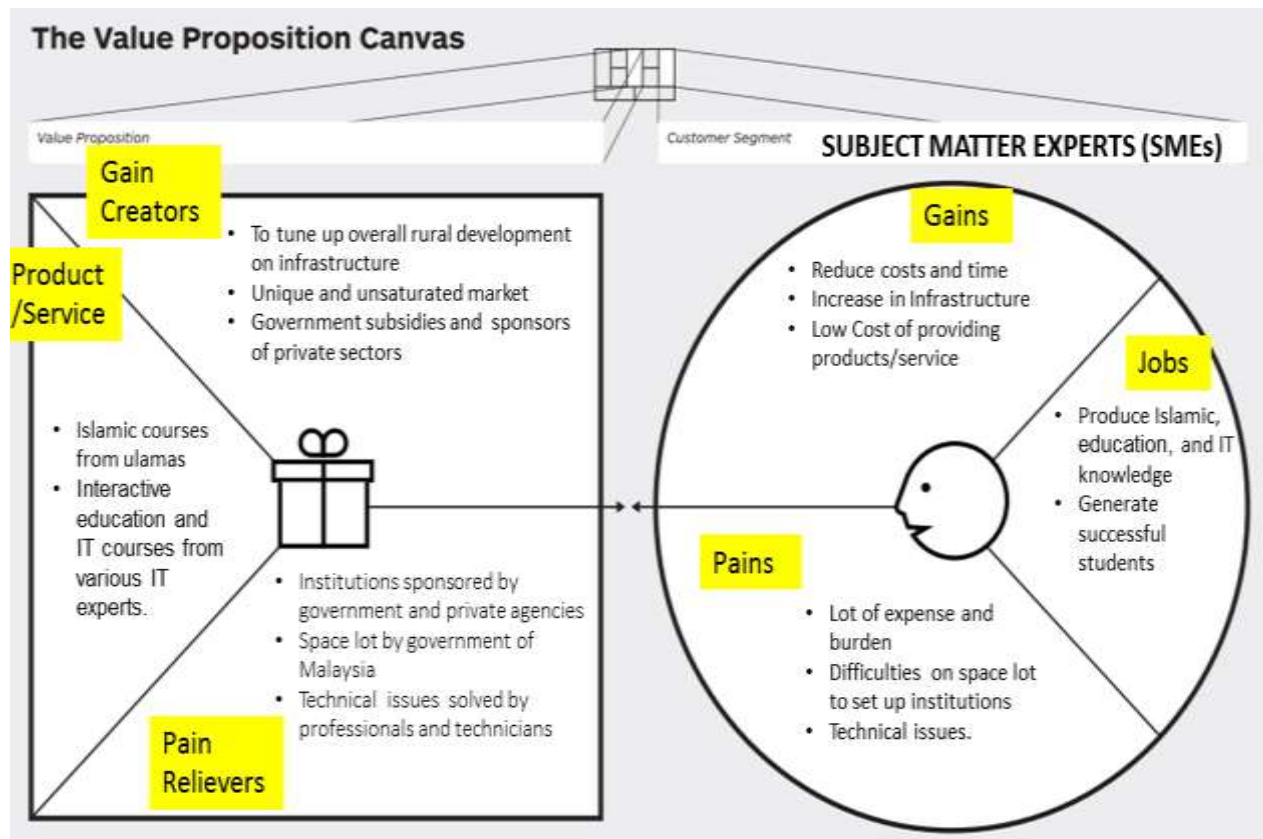 The Value Proposition Canvas
Value Proposition
Customer Segment
SUBJECT MATTER EXPERTS (SMEs)
Gain
Creators
• To tune up overall rural development
on infrastructure
• Unique and unsaturated market
• Government subsidies and sponsors
of private sectors
Product
/Service
• Islamic courses
from ulamas
• Interactive
education and
IT courses from
various IT
experts.
• Institutions sponsored by
government and private agencies
• Space lot by government of
Malaysia
• Technical issues solved by
professionals and technicians
Pain
Relievers
Gains
• Reduce costs and time
• Increase in Infrastructure
• Low Cost of providing
products/service
Jobs
• Produce Islamic,
education, and IT
knowledge
• Generate
successful
students
Pains
• Lot of expense and
burden
• Difficulties on space lot
to set up institutions
• Technical issues.